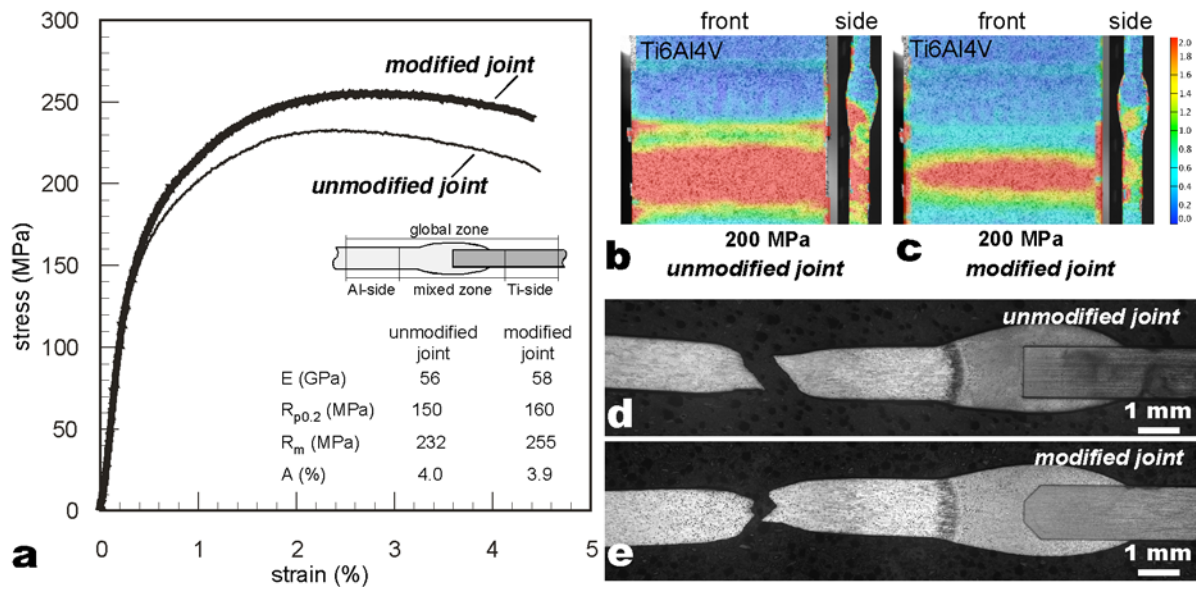 300
250
200
150
100
50
0
stress (MPa)
0 1 2 3 4 5
strain (%)
modified joint
unmodified joint
global zone
Al-side mixed zone Ti-side
unmodified joint modified joint
E (GPa) 56 58
Rp0.2 (MPa) 150 160
Rm (MPa) 232 255
A (%) 4.0 3.9
a
front side front side
Ti6Al4V Ti6Al4V
2.0
1.8
1.6
1.4
1.2
1.0
0.8
0.6
0.4
0.2
0.0
b 200 MPa c 200 MPa
unmodified joint modified joint
unmodified joint
d 1 mm
modified joint
e 1 mm